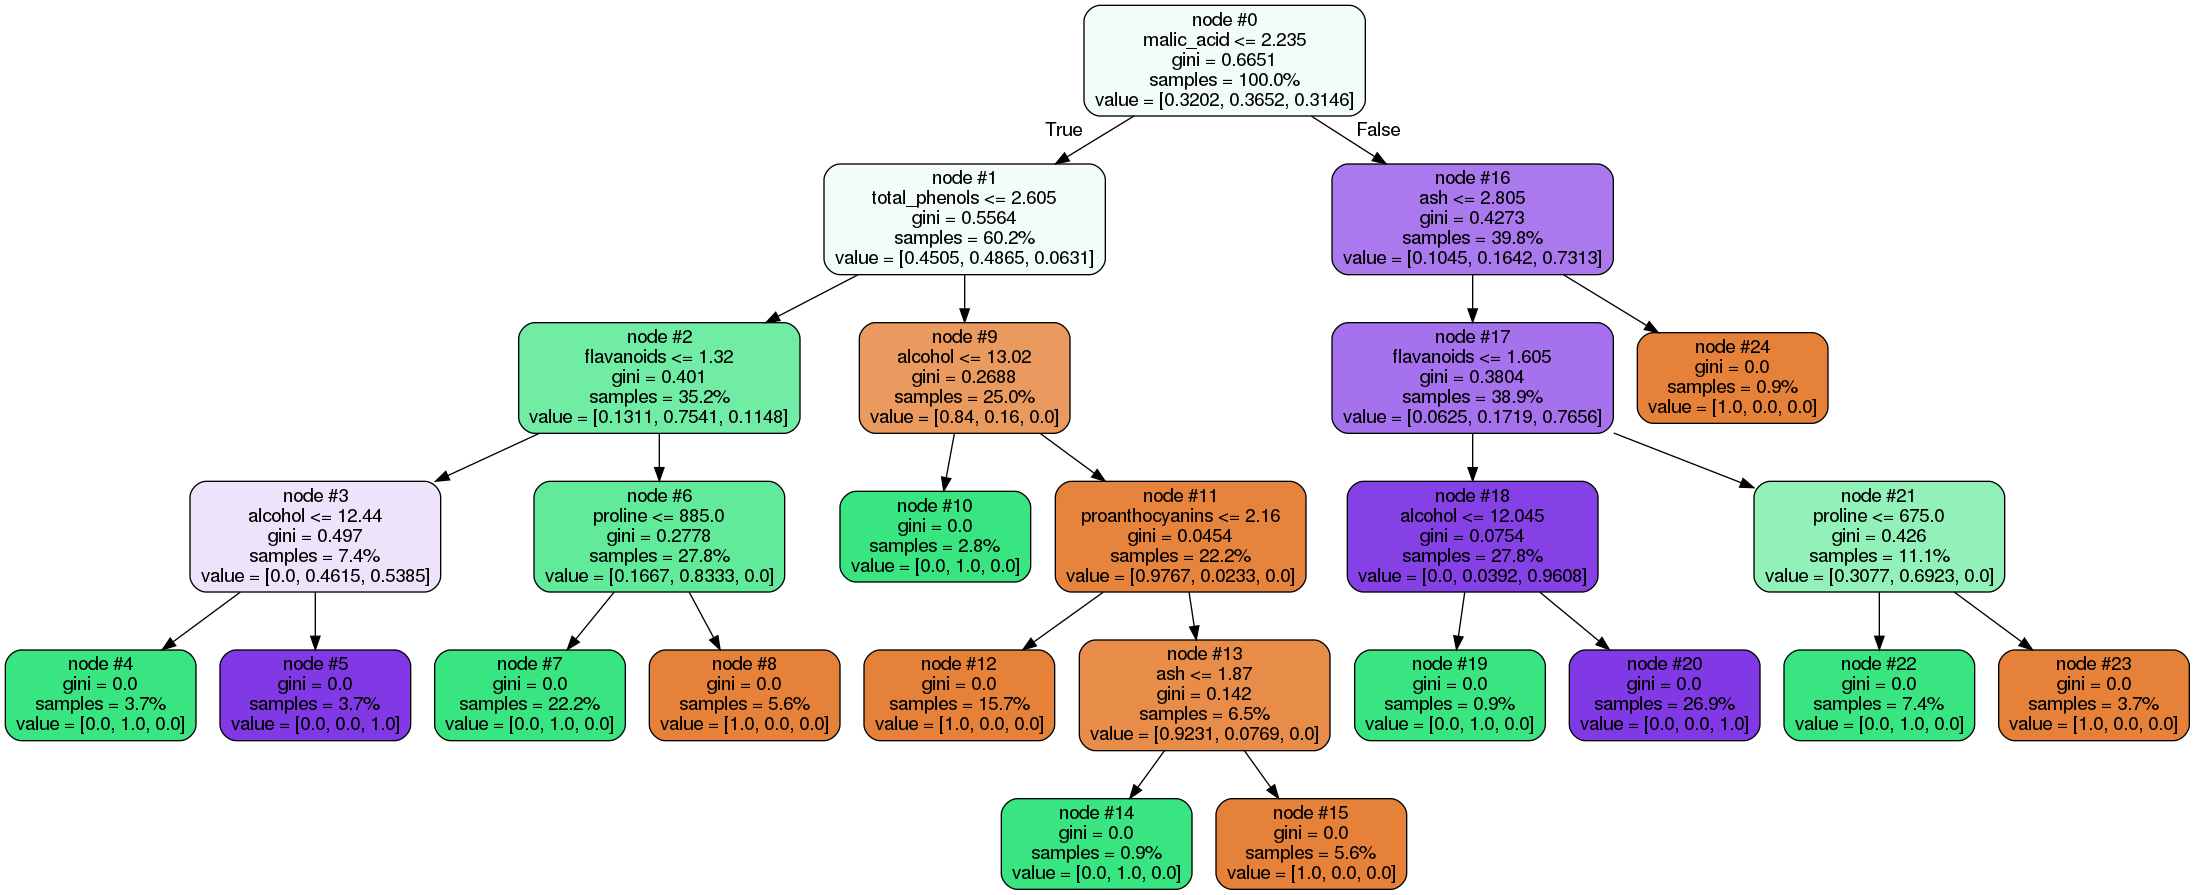 node #0
malic_acid <= 2.235
gini = 0.6651
samples = 100.0%
value = [0.3202, 0.3652, 0.3146]
True
False
node #1
total_phenols <= 2.605
gini = 0.5564
samples = 60.2%
value = [0.4505, 0.4865, 0.0631]
node #16
ash <= 2.805
gini = 0.4273
samples = 39.8%
value = [0.1045, 0.1642, 0.7313]
node #2
flavanoids <= 1.32
gini = 0.401
samples = 35.2%
value = [0.1311, 0.7541, 0.1148]
node #9
alcohol <= 13.02
gini = 0.2688
samples = 25.0%
value = [0.84, 0.16, 0.0]
node #17
flavanoids <= 1.605
gini = 0.3804
samples = 38.9%
value = [0.0625, 0.1719, 0.7656]
node #24
gini = 0.0
samples = 0.9%
value = [1.0, 0.0, 0.0]
node #3
alcohol <= 12.44
gini = 0.497
samples = 7.4%
value = [0.0, 0.4615, 0.5385]
node #6
proline <= 885.0
gini = 0.2778
samples = 27.8%
value = [0.1667, 0.8333, 0.0]
node #10
gini = 0.0
samples = 2.8%
value = [0.0, 1.0, 0.0]
node #11
proanthocyanins <= 2.16
gini = 0.0454
samples = 22.2%
value = [0.9767, 0.0233, 0.0]
node #18
alcohol <= 12.045
gini = 0.0754
samples = 27.8%
value = [0.0, 0.0392, 0.9608]
node #21
proline <= 675.0
gini = 0.426
samples = 11.1%
value = [0.3077, 0.6923, 0.0]
node #4
gini = 0.0
samples = 3.7%
value = [0.0, 1.0, 0.0]
node #5
gini = 0.0
samples = 3.7%
value = [0.0, 0.0, 1.0]
node #7
gini = 0.0
samples = 22.2%
value = [0.0, 1.0, 0.0]
node #8
gini = 0.0
samples = 5.6%
value = [1.0, 0.0, 0.0]
node #12
gini = 0.0
samples = 15.7%
value = [1.0, 0.0, 0.0]
node #13
ash <= 1.87
gini = 0.142
samples = 6.5%
value = [0.9231, 0.0769, 0.0]
node #19
gini = 0.0
samples = 0.9%
value = [0.0, 1.0, 0.0]
node #20
gini = 0.0
samples = 26.9%
value = [0.0, 0.0, 1.0]
node #22
gini = 0.0
samples = 7.4%
value = [0.0, 1.0, 0.0]
node #23
gini = 0.0
samples = 3.7%
value = [1.0, 0.0, 0.0]
node #14
gini = 0.0
samples = 0.9%
value = [0.0, 1.0, 0.0]
node #15
gini = 0.0
samples = 5.6%
value = [1.0, 0.0, 0.0]